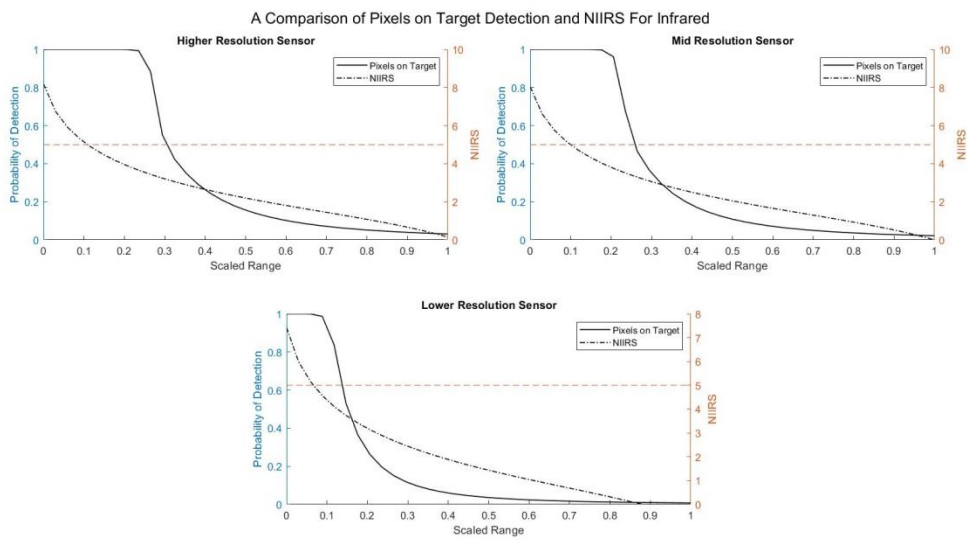 A Comparison of Pixels on Target Detection and NIIRS For Infrared
Higher Resolution Sensor
Probability of Detection
1
0.8
0.6
0.4
0.2
0
10
8
6
4
2
0
NIIRS
Pixels on Target
NIIRS
0 0.1 0.2 0.3 0.4 0.5 0.6 0.7 0.8 0.9 1
Scaled Range
Mid Resolution Sensor
Probability of Detection
1
0.8
0.6
0.4
0.2
0
10
8
6
4
2
0
NIIRS
Pixels on Target
NIIRS
0 0.1 0.2 0.3 0.4 0.5 0.6 0.7 0.8 0.9 1
Scaled Range
Lower Resolution Sensor
Probability of Detection
1
0.8
0.6
0.4
0.2
0
8
7
6
5
4
3
2
1
0
NIIRS
Pixels on Target
NIIRS
0 0.1 0.2 0.3 0.4 0.5 0.6 0.7 0.8 0.9 1
Scaled Range